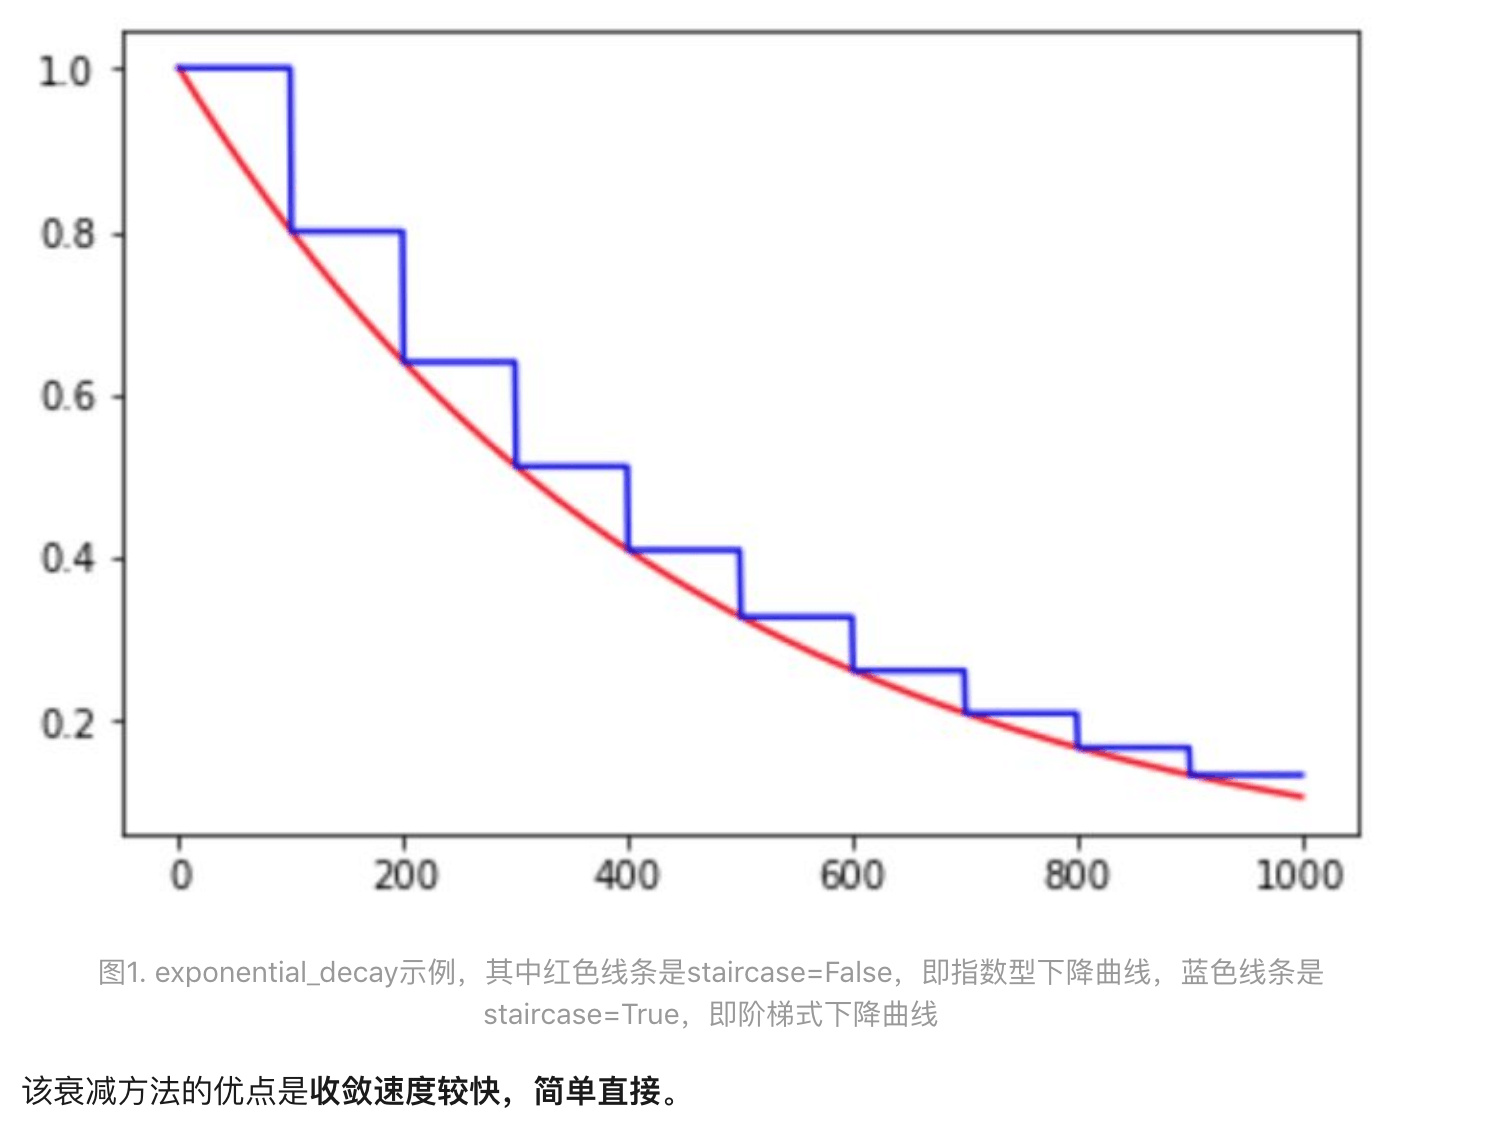 1.0
0.8
0.6
0.4
0.2
0 200 400 600 800 1000
图1. exponential_decay示例，其中红色线条是staircase=False，即指数型下降曲线，蓝色线条是
staircase=True，即阶梯式下降曲线
该衰减方法的优点是收敛速度较快，简单直接。